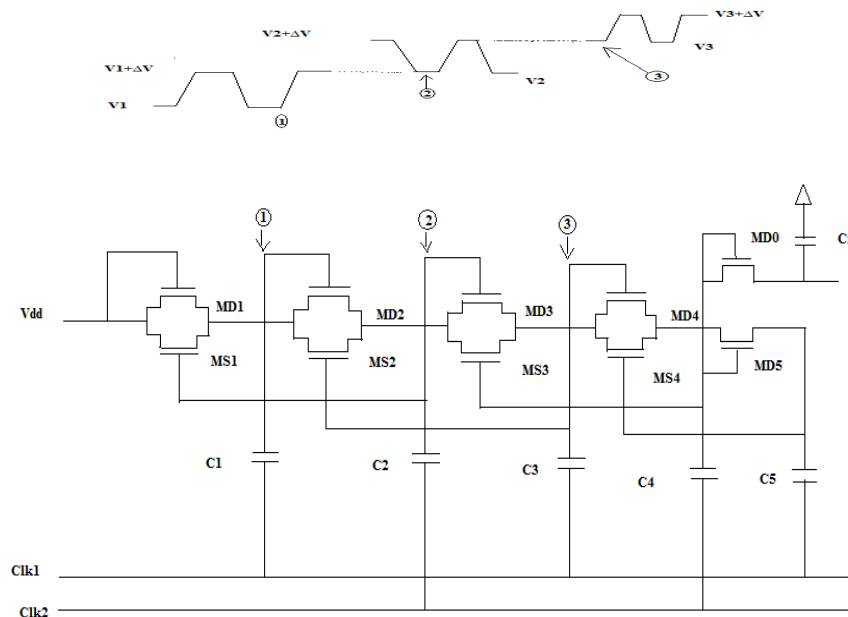 V3+ΔV
V2+ΔV
V3
V1+ΔV
3
V2
2
V1
1
1
2
3
MD0
MD1
MD2
MD3
MD4
Vdd
MS1
MS2
MS3
MS4
MD5
C1
C2
C3
C4
C5
Clk1
Clk2